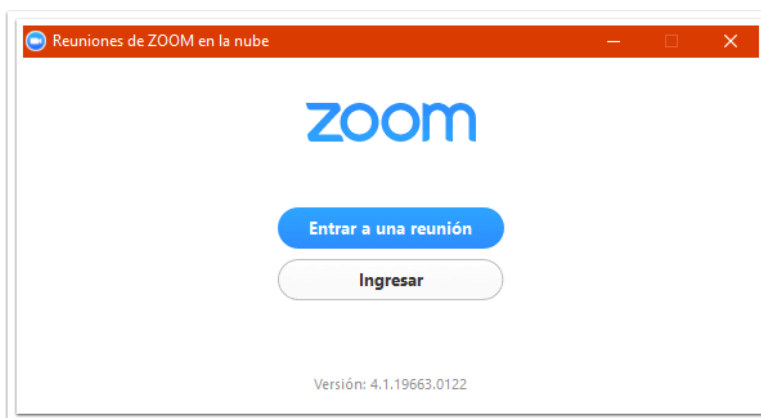 Reuniones de ZOOM en la nube
zoom
Entrar a una reunión
Ingresar
Versión: 4.1.19663.0122